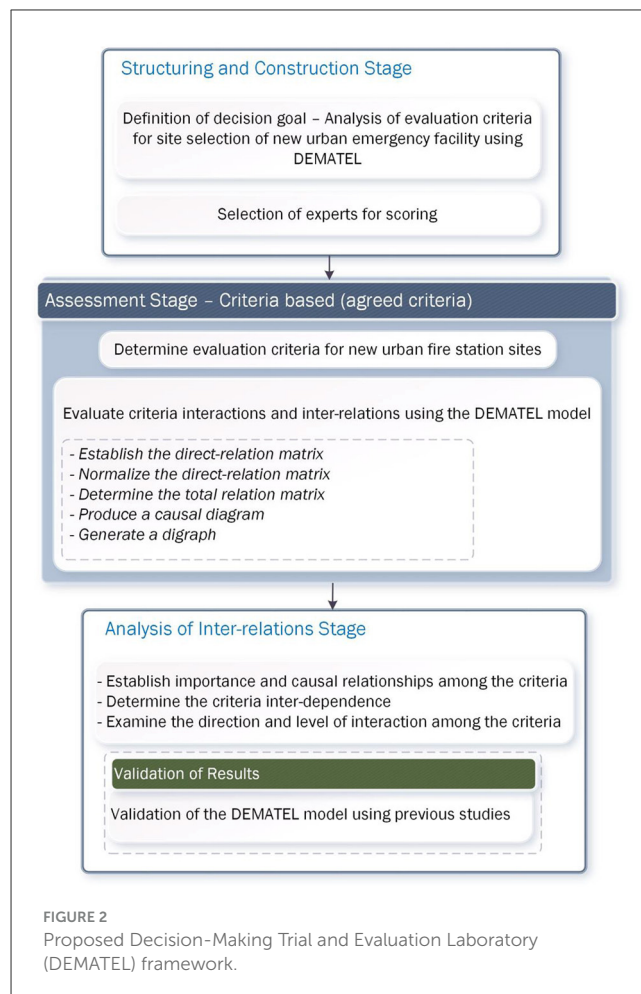 Structuring and Construction Stage
Definition of decision goal – Analysis of evaluation criteria
for site selection of new urban emergency facility using
DEMATEL
Selection of experts for scoring
Assessment Stage – Criteria based (agreed criteria)
Determine evaluation criteria for new urban fire station sites
Evaluate criteria interactions and inter-relations using the DEMATEL model
- Establish the direct-relation matrix
- Normalize the direct-relation matrix
- Determine the total relation matrix
- Produce a causal diagram
- Generate a digraph
Analysis of Inter-relations Stage
- Establish importance and causal relationships among the criteria
- Determine the criteria inter-dependence
- Examine the direction and level of interaction among the criteria
Validation of Results
Validation of the DEMATEL model using previous studies
FIGURE 2
Proposed Decision-Making Trial and Evaluation Laboratory
(DEMATEL) framework.